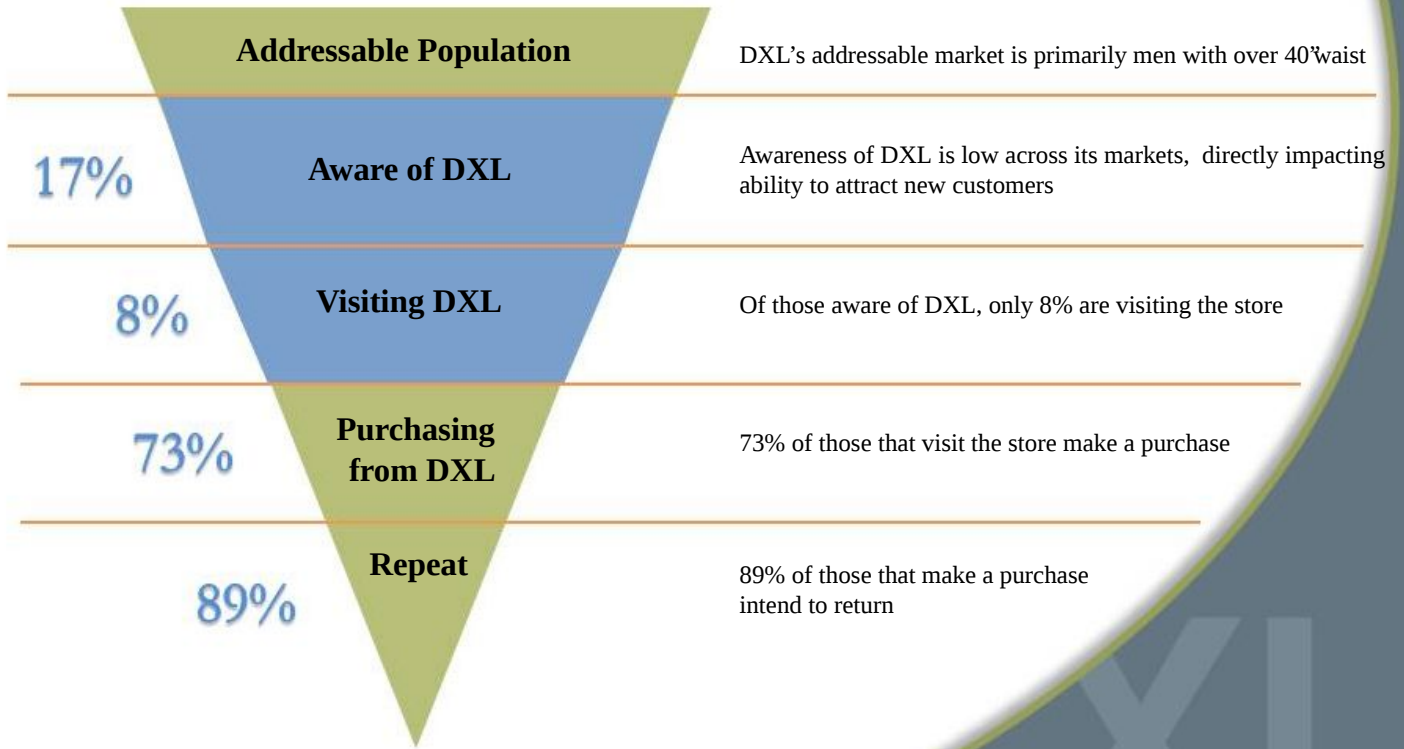 Addressable Population
DXL’s addressable market is primarily men with over 40” waist
17%
Aware of DXL
Awareness of DXL is low across its markets, directly impacting
ability to attract new customers
8%
Visiting DXL
Of those aware of DXL, only 8% are visiting the store
73%
Purchasing
from DXL
73% of those that visit the store make a purchase
89%
Repeat
89% of those that make a purchase
intend to return
XL